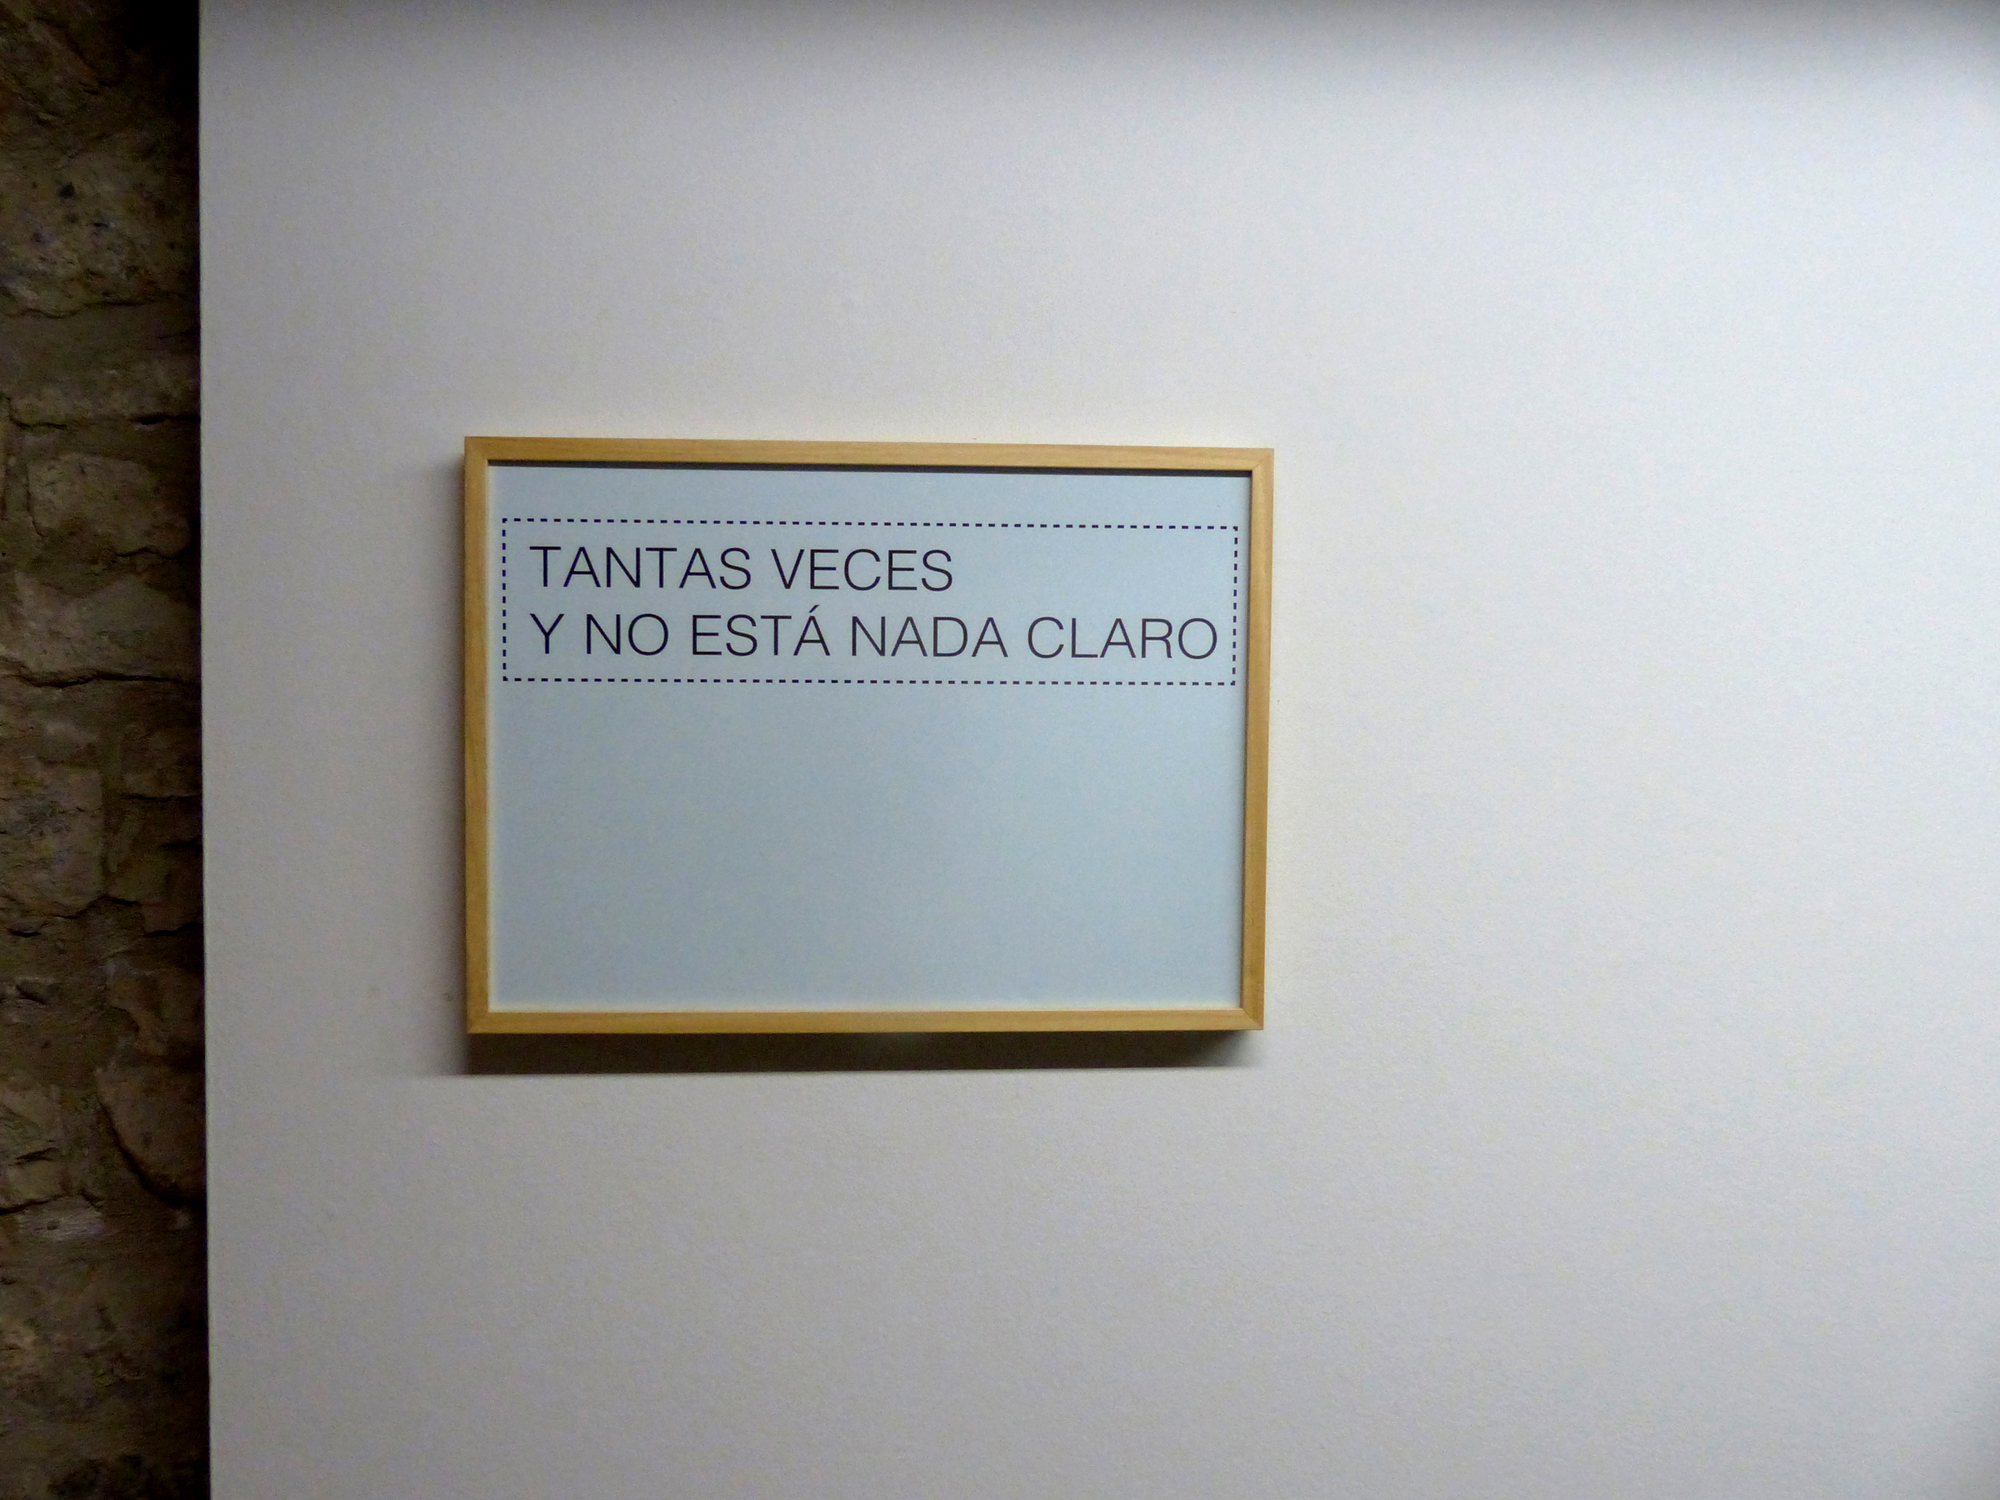 TANTAS VECES
Y NO ESTÁ NADA CLARO